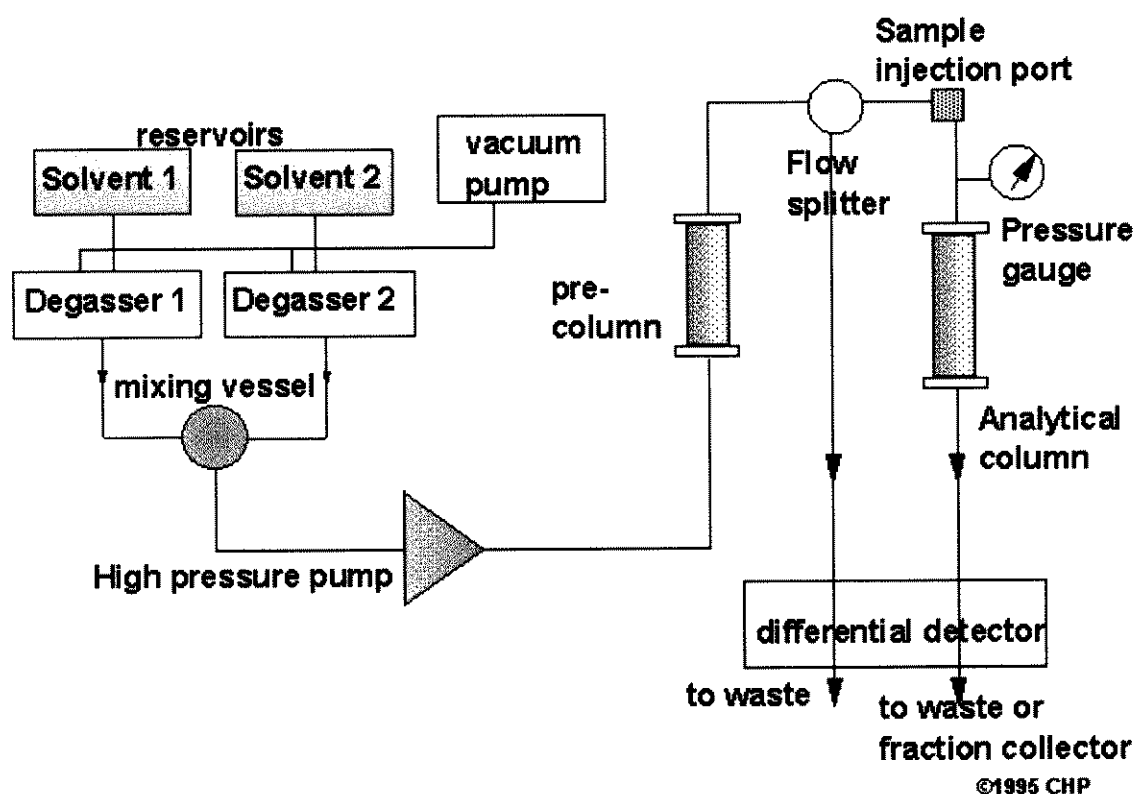 Sample
injection port
reservoirs
Solvent 1
Solvent 2
vacuum
pump
Flow
splitter
Pressure
gauge
Degasser 1
Degasser 2
pre-
column
mixing vessel
Analytical
column
High pressure pump
differential detector
to waste
to waste or
fraction collector
©1995 CHP